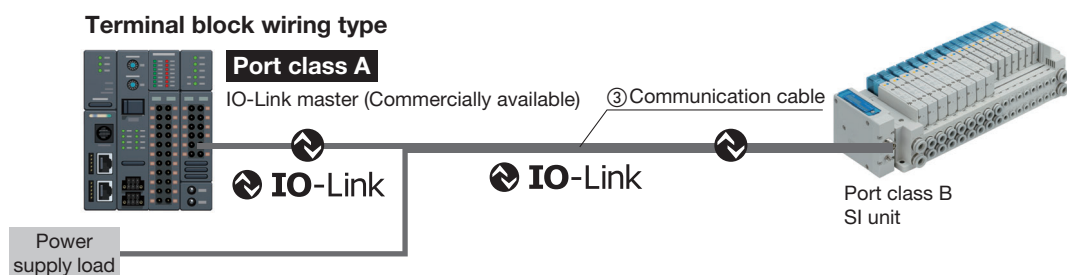 Terminal block wiring type
Port class A
IO-Link master (Commercially available)
③Communication cable
IO-Link
IO-Link
Port class B
SI unit
Power
supply load